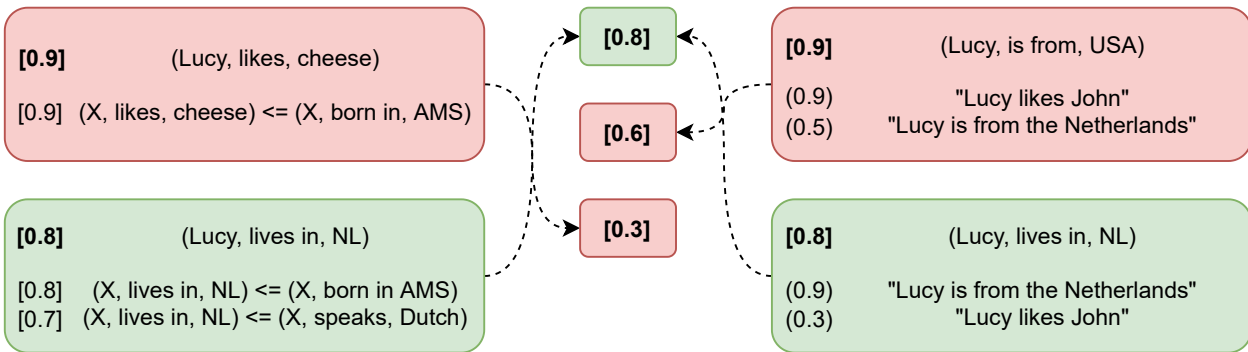 [0.9] (Lucy, likes, cheese)
[0.9] (X, likes, cheese) <= (X, born in, AMS)
[0.8] (Lucy, lives in, NL)
[0.8] (X, lives in, NL) <= (X, born in AMS)
[0.7] (X, lives in, NL) <= (X, speaks, Dutch)
[0.8]
[0.6]
[0.3]
[0.9] (Lucy, is from, USA)
(0.9) "Lucy likes John"
(0.5) "Lucy is from the Netherlands"
[0.8] (Lucy, lives in, NL)
(0.9) "Lucy is from the Netherlands"
(0.3) "Lucy likes John"